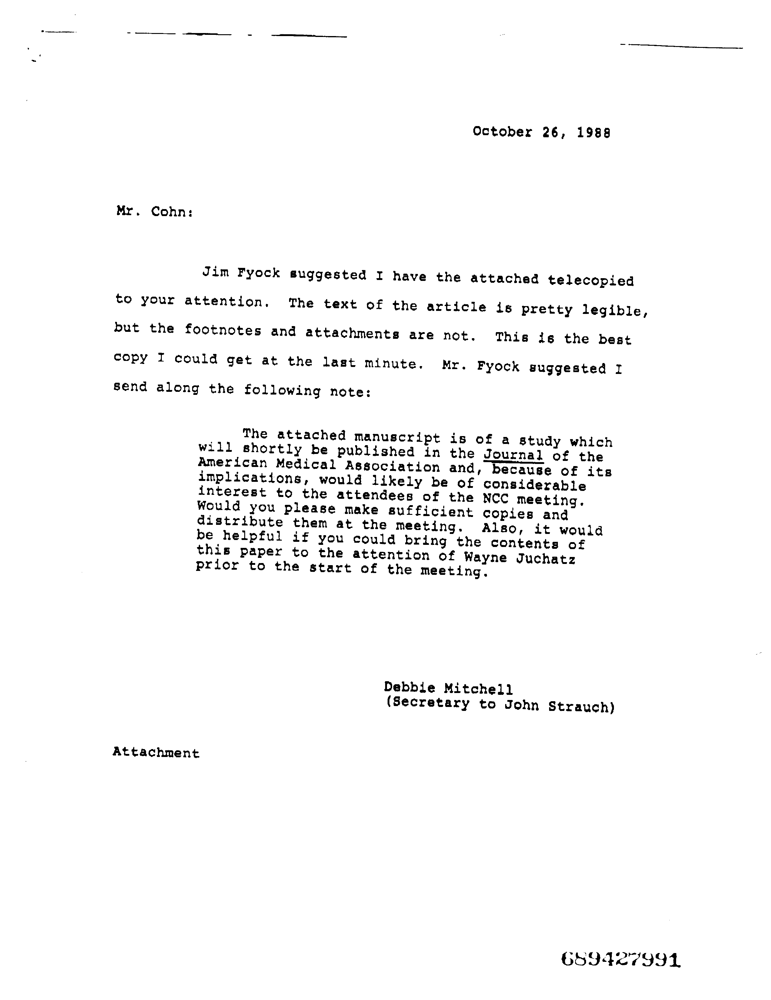 October 26, 1988
Mr. Cohn:
Jim Fyock suggested I have the attached telecopied
to your attention. The text of the article is pretty legible,
but the footnotes and attachments are not. This is the best
copy I could get at the last minute. Mr. Fyock suggested I
send along the following note:
The attached manuscript is of a study which
will shortly be published in the Journal of the
American Medical Association and, because of its
implications, would likely be of considerable
interest to the attendees of the NCC meeting.
Would you please make sufficient copies and
distribute them at the meeting. Also, it would
be helpful if you could bring the contents of
this paper to the attention of Wayne Juchatz
prior to the start of the meeting.
Debbie Mitchell
(Secretary to John Strauch)
Attachment
689427991